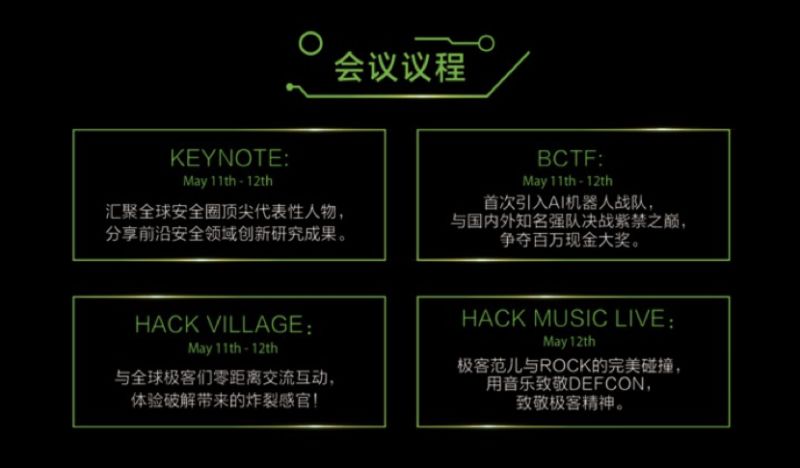 会议议程
KEYNOTE:
May 11th - 12th
汇聚全球安全圈顶尖代表性人物，
分享前沿安全领域创新研究成果。
BCTF:
May 11th - 12th
首次引入AI机器人战队，
与国内外知名强队决战紫禁之巅，
争夺百万现金大奖。
HACK VILLAGE：
May 11th - 12th
与全球极客们零距离交流互动，
体验破解带来的炸裂感官！
HACK MUSIC LIVE：
May 12th
极客范儿与ROCK的完美碰撞，
用音乐致敬DEFCON，
致敬极客精神。